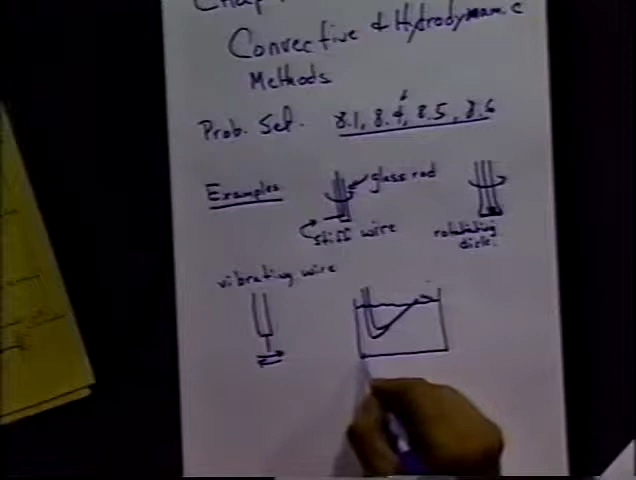 Chap
Convective & Hydrodynamic
Methods
Prob. Set. 8.1, 8.4, 8.5, 8.6
Examples
glass rod
stiff wire
rotating
disk.
vibrating wire